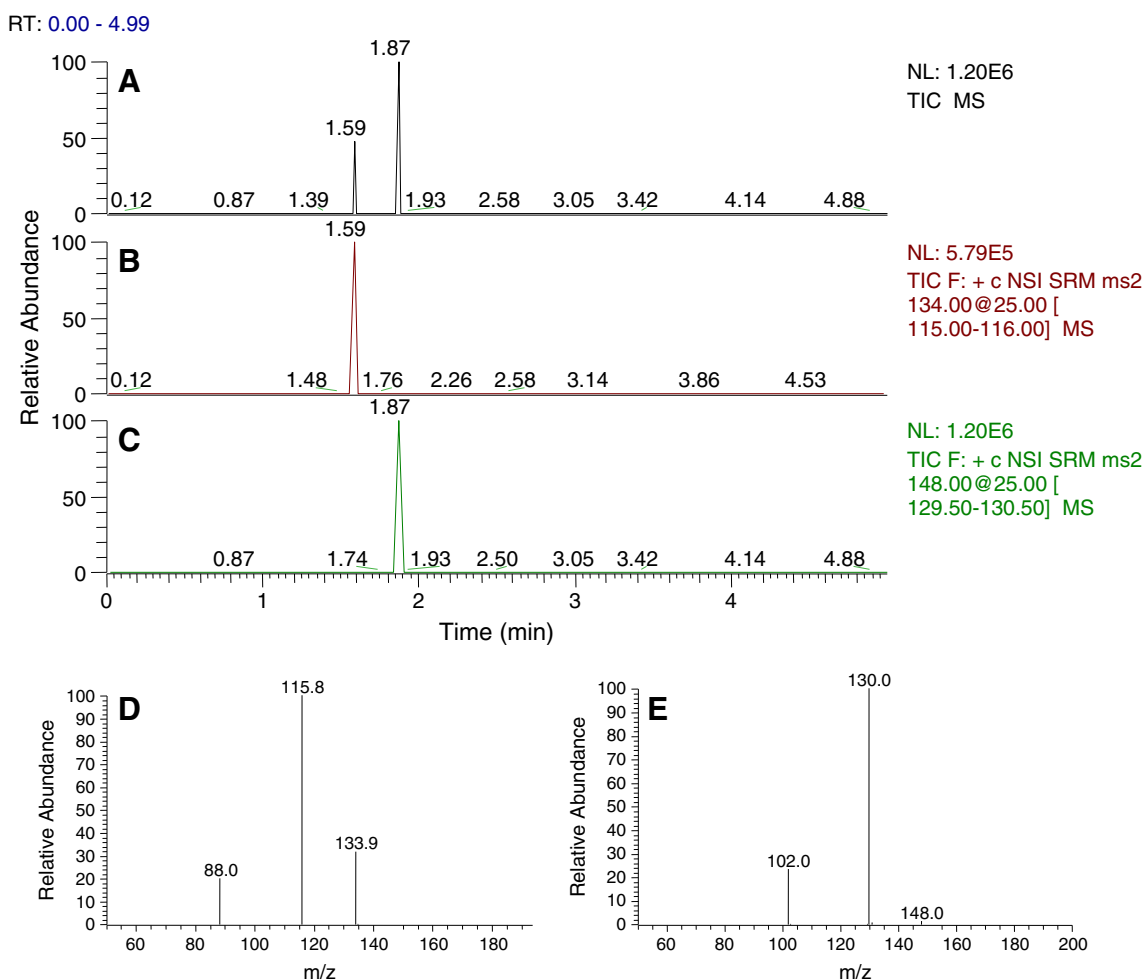 RT: 0.00 - 4.99
A
100
50
0
1.87
1.59
0.12 0.87 1.39 1.93 2.58 3.05 3.42 4.14 4.88
NL: 1.20E6
TIC MS
Relative Abundance
B
100
50
0
1.59
0.12 1.48 1.76 2.26 2.58 3.14 3.86 4.53
NL: 5.79E5
TIC F: + c NSI SRM ms2
134.00@25.00 [
115.00-116.00] MS
C
100
50
0
1.87
0.87 1.74 1.93 2.50 3.05 3.42 4.14 4.88
NL: 1.20E6
TIC F: + c NSI SRM ms2
148.00@25.00 [
129.50-130.50] MS
0 1 2 3 4
Time (min)
D
Relative Abundance
100
90
80
70
60
50
40
30
20
10
0
115.8
133.9
88.0
60 80 100 120 140 160 180
m/z
E
Relative Abundance
100
90
80
70
60
50
40
30
20
10
0
130.0
102.0
148.0
60 80 100 120 140 160 180 200
m/z